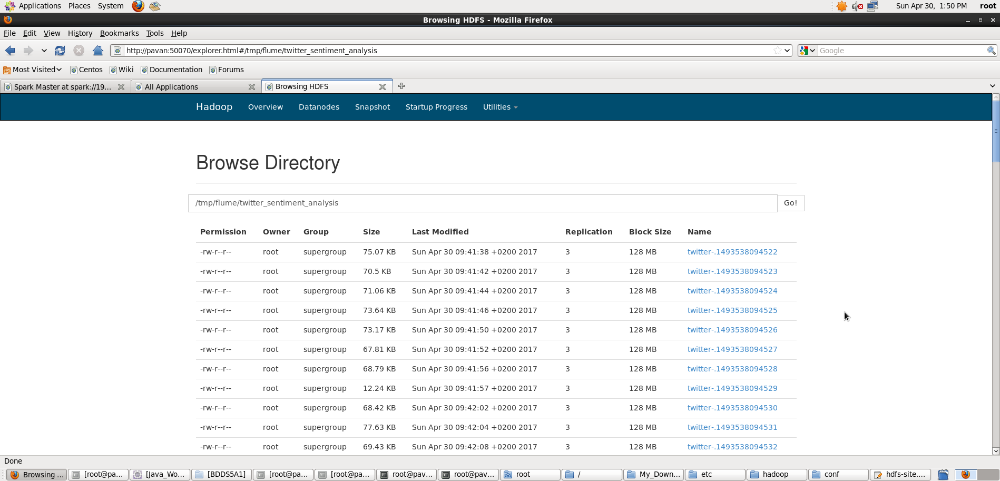 Applications Places System Sun Apr 30, 1:50 PM root
Browsing HDFS - Mozilla Firefox
File Edit View History Bookmarks Tools Help
http://pavan:50070/explorer.html#/tmp/flume/twitter_sentiment_analysis Google
Most Visited Centos Wiki Documentation Forums
Spark Master at spark://19... All Applications Browsing HDFS
Hadoop Overview Datanodes Snapshot Startup Progress Utilities
Browse Directory
/tmp/flume/twitter_sentiment_analysis Go!
Permission Owner Group Size Last Modified Replication Block Size Name
-rw-r--r-- root supergroup 75.07 KB Sun Apr 30 09:41:38 +0200 2017 3 128 MB twitter-.1493538094522
-rw-r--r-- root supergroup 70.5 KB Sun Apr 30 09:41:42 +0200 2017 3 128 MB twitter-.1493538094523
-rw-r--r-- root supergroup 71.06 KB Sun Apr 30 09:41:44 +0200 2017 3 128 MB twitter-.1493538094524
-rw-r--r-- root supergroup 73.64 KB Sun Apr 30 09:41:46 +0200 2017 3 128 MB twitter-.1493538094525
-rw-r--r-- root supergroup 73.17 KB Sun Apr 30 09:41:50 +0200 2017 3 128 MB twitter-.1493538094526
-rw-r--r-- root supergroup 67.81 KB Sun Apr 30 09:41:52 +0200 2017 3 128 MB twitter-.1493538094527
-rw-r--r-- root supergroup 68.79 KB Sun Apr 30 09:41:56 +0200 2017 3 128 MB twitter-.1493538094528
-rw-r--r-- root supergroup 12.24 KB Sun Apr 30 09:41:57 +0200 2017 3 128 MB twitter-.1493538094529
-rw-r--r-- root supergroup 68.42 KB Sun Apr 30 09:42:02 +0200 2017 3 128 MB twitter-.1493538094530
-rw-r--r-- root supergroup 77.63 KB Sun Apr 30 09:42:04 +0200 2017 3 128 MB twitter-.1493538094531
-rw-r--r-- root supergroup 69.43 KB Sun Apr 30 09:42:08 +0200 2017 3 128 MB twitter-.1493538094532
Done
Browsing ... [root@pa... [Java_Wo... [BDDS5A1] [root@pa... [root@pa... root@pav... root@pav... root / My_Down... etc hadoop conf hdfs-site....